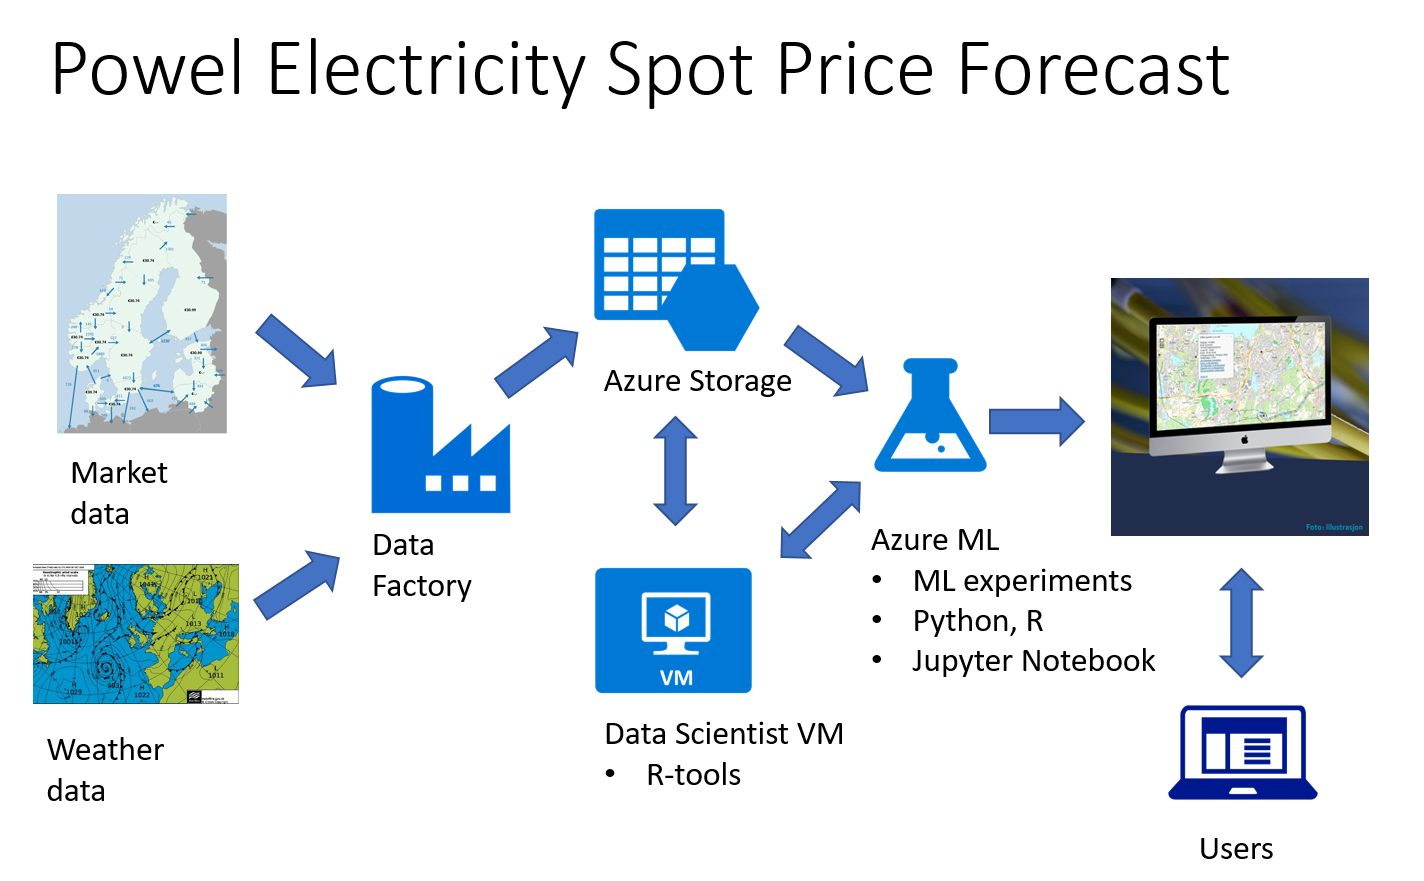 Powel Electricity Spot Price Forecast
Market
data
Weather
data
Data
Factory
Azure Storage
VM
Data Scientist VM
• R-tools
Azure ML
• ML experiments
• Python, R
• Jupyter Notebook
Foto: Illustrasjon
Users